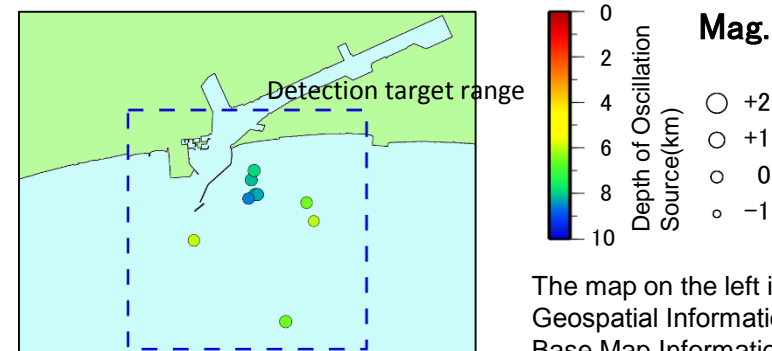 Detection target range
0
2
4
6
8
10
Depth of Oscillation
Source(km)
Mag.
+2
+1
0
−1
The map on the left i
Geospatial Informatio
Base Map Information